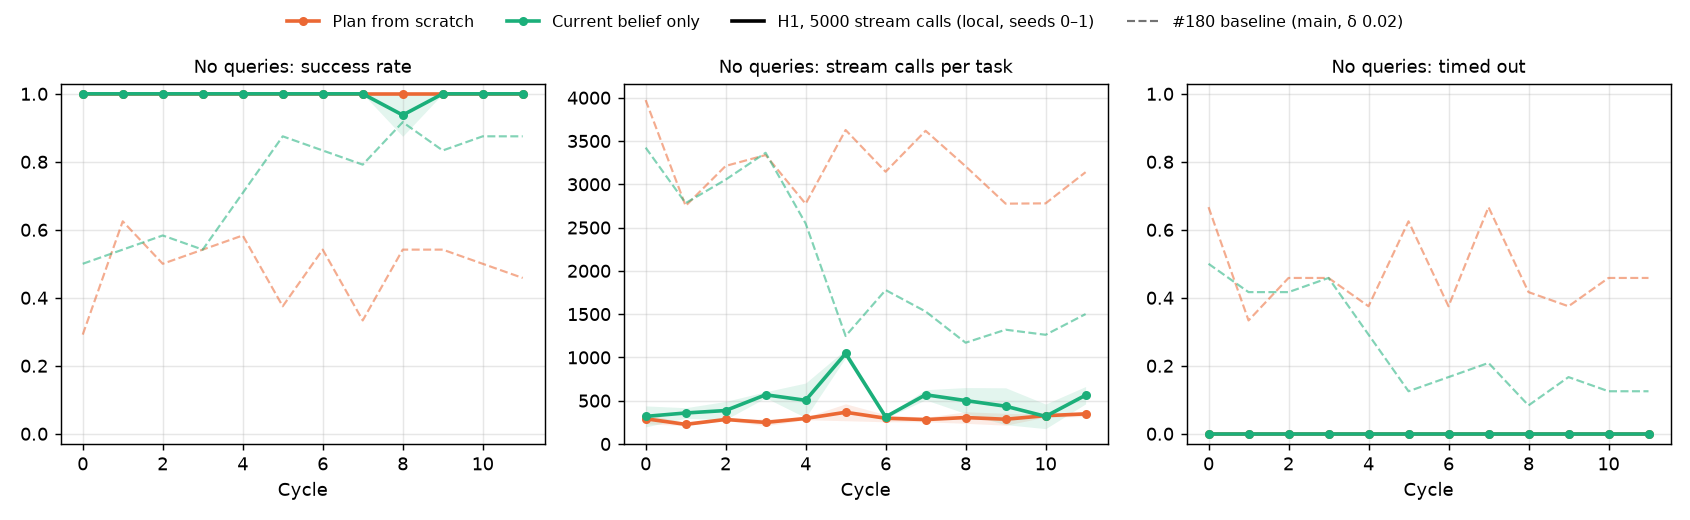 Plan from scratch
Current belief only
H1, 5000 stream calls (local, seeds 0–1)
#180 baseline (main, δ 0.02)
No queries: success rate
1.0
0.8
0.6
0.4
0.2
0.0
0 2 4 6 8 10
Cycle
No queries: stream calls per task
4000
3500
3000
2500
2000
1500
1000
500
0
0 2 4 6 8 10
Cycle
No queries: timed out
1.0
0.8
0.6
0.4
0.2
0.0
0 2 4 6 8 10
Cycle